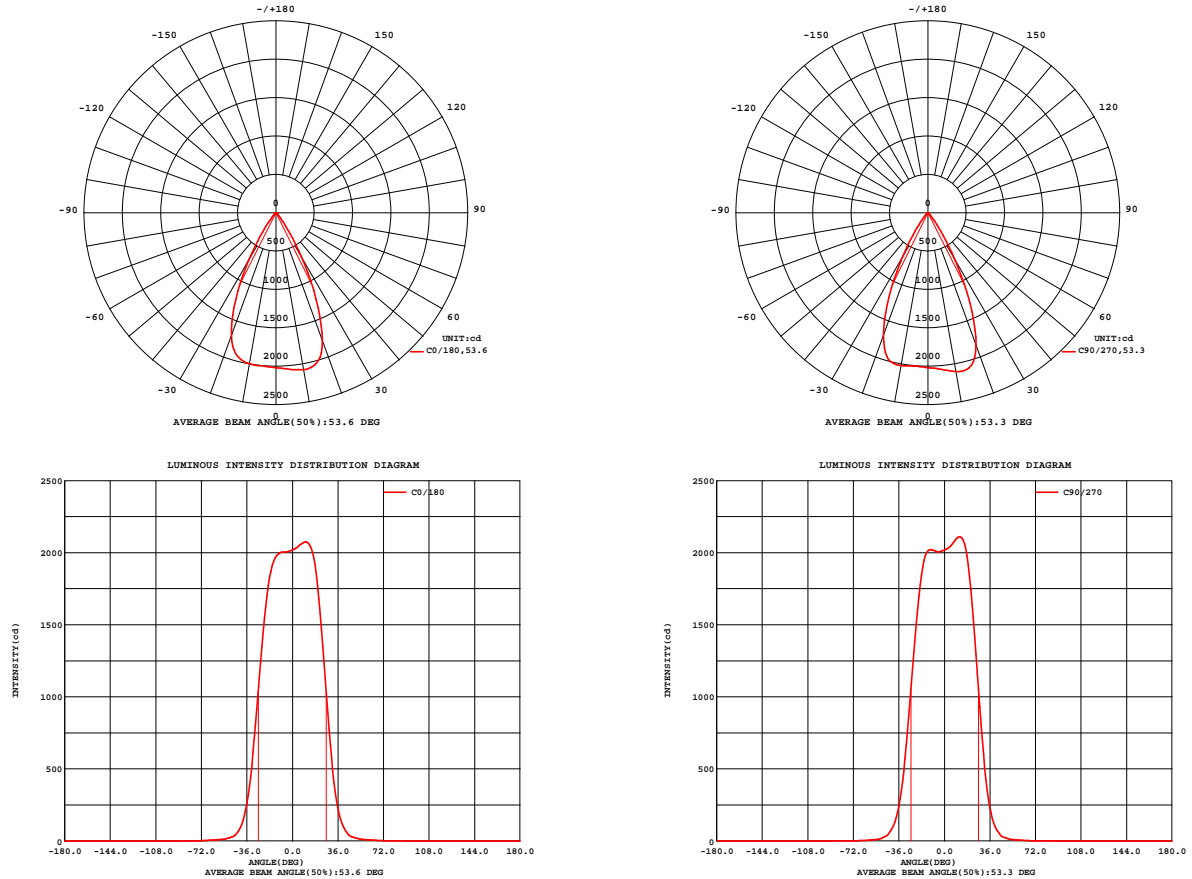 -/+180
-150
150
-120
120
-90
90
-60
60
-30
30
0
0
500
1000
1500
2000
2500
UNIT:cd
C0/180,53.6
AVERAGE BEAM ANGLE(50%):53.6 DEG
-/+180
-150
150
-120
120
-90
90
-60
60
-30
30
0
0
500
1000
1500
2000
2500
UNIT:cd
C90/270,53.3
AVERAGE BEAM ANGLE(50%):53.3 DEG
LUMINOUS INTENSITY DISTRIBUTION DIAGRAM
C0/180
2500
2000
1500
1000
500
0
INTENSITY(cd)
-180.0 -144.0 -108.0 -72.0 -36.0 0.0 36.0 72.0 108.0 144.0 180.0
ANGLE(DEG)
AVERAGE BEAM ANGLE(50%):53.6 DEG
LUMINOUS INTENSITY DISTRIBUTION DIAGRAM
C90/270
2500
2000
1500
1000
500
0
INTENSITY(cd)
-180.0 -144.0 -108.0 -72.0 -36.0 0.0 36.0 72.0 108.0 144.0 180.0
ANGLE(DEG)
AVERAGE BEAM ANGLE(50%):53.3 DEG